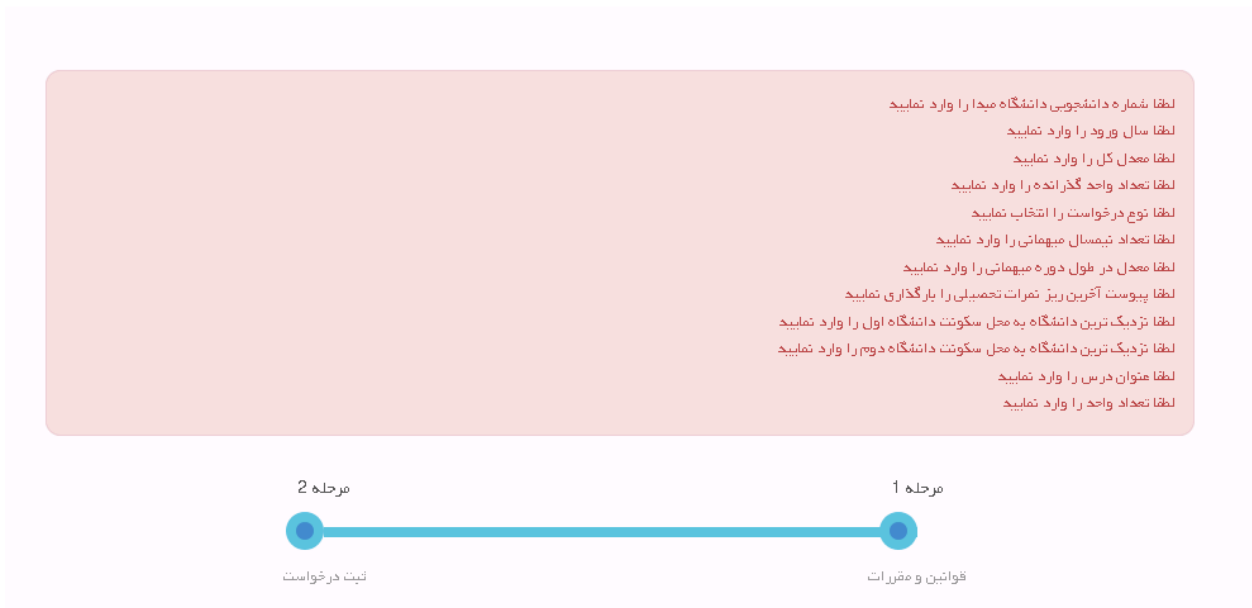 لطفا شماره دانشجویی دانشگاه مبدا را وارد نمایید
لطفا سال ورود را وارد نمایید
لطفا معدل کل را وارد نمایید
لطفا تعداد واحد گذرانده را وارد نمایید
لطفا نوع درخواست را انتخاب نمایید
لطفا تعداد نیمسال میهمانی را وارد نمایید
لطفا معدل در طول دوره میهمانی را وارد نمایید
لطفا پیوست آخرین ریز نمرات تحصیلی را بارگذاری نمایید
لطفا نزدیک ترین دانشگاه به محل سکونت دانشگاه اول را وارد نمایید
لطفا نزدیک ترین دانشگاه به محل سکونت دانشگاه دوم را وارد نمایید
لطفا عنوان درس را وارد نمایید
لطفا تعداد واحد را وارد نمایید
مرحله 1
مرحله 2
قوانین و مقررات
ثبت درخواست